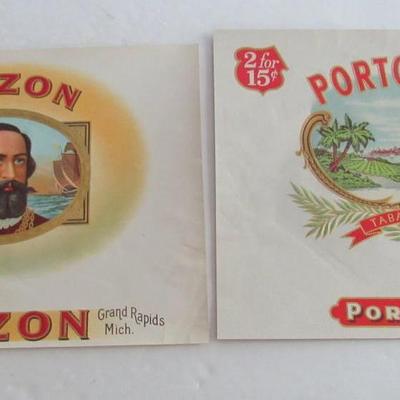 ZON
ZON
Grand Rapids
Mich.
2 for
15¢
PORTO
TABA
POR